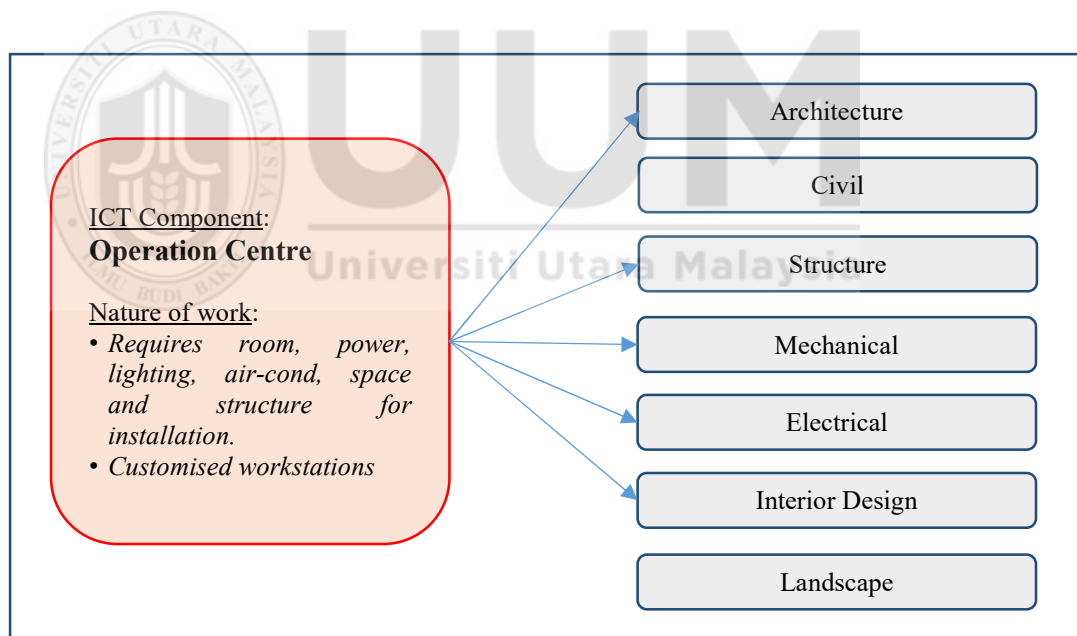 UNIVERSITI UTARA MALAYSIA
ILMU BUDI BAKTI
UUM
Universiti Utara Malaysia
ICT Component:
Operation Centre
Nature of work:
• Requires room, power,
lighting, air-cond, space
and structure for
installation.
• Customised workstations
Architecture
Civil
Structure
Mechanical
Electrical
Interior Design
Landscape